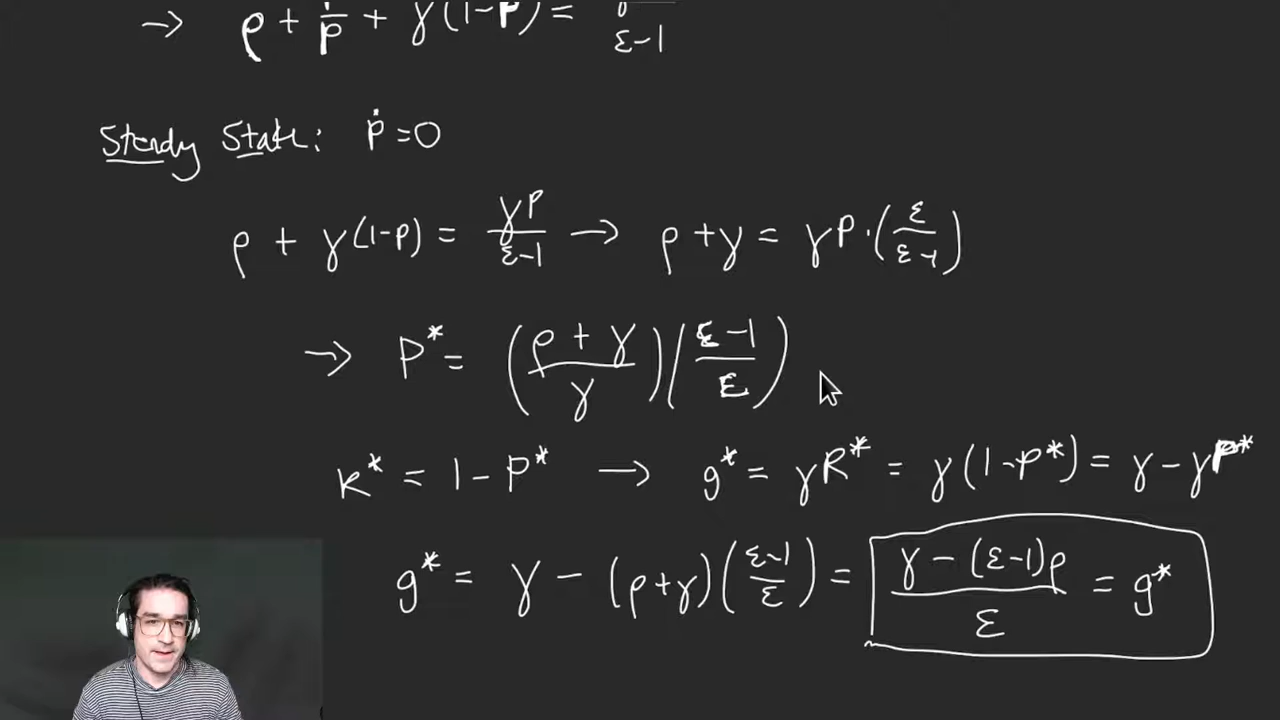 → ρ + Ṗ + γ(1-P) = γP/(ε-1)
Steady State: Ṗ = 0
ρ + γ(1-P) = γP/(ε-1) → ρ + γ = γP · (ε/(ε-1))
→ P* = ((ρ + γ)/γ)((ε-1)/ε)
R* = 1 - P* → g* = γR* = γ(1-P*) = γ - γP*
g* = γ - (ρ+γ)((ε-1)/ε) = (γ - (ε-1)ρ)/ε = g*